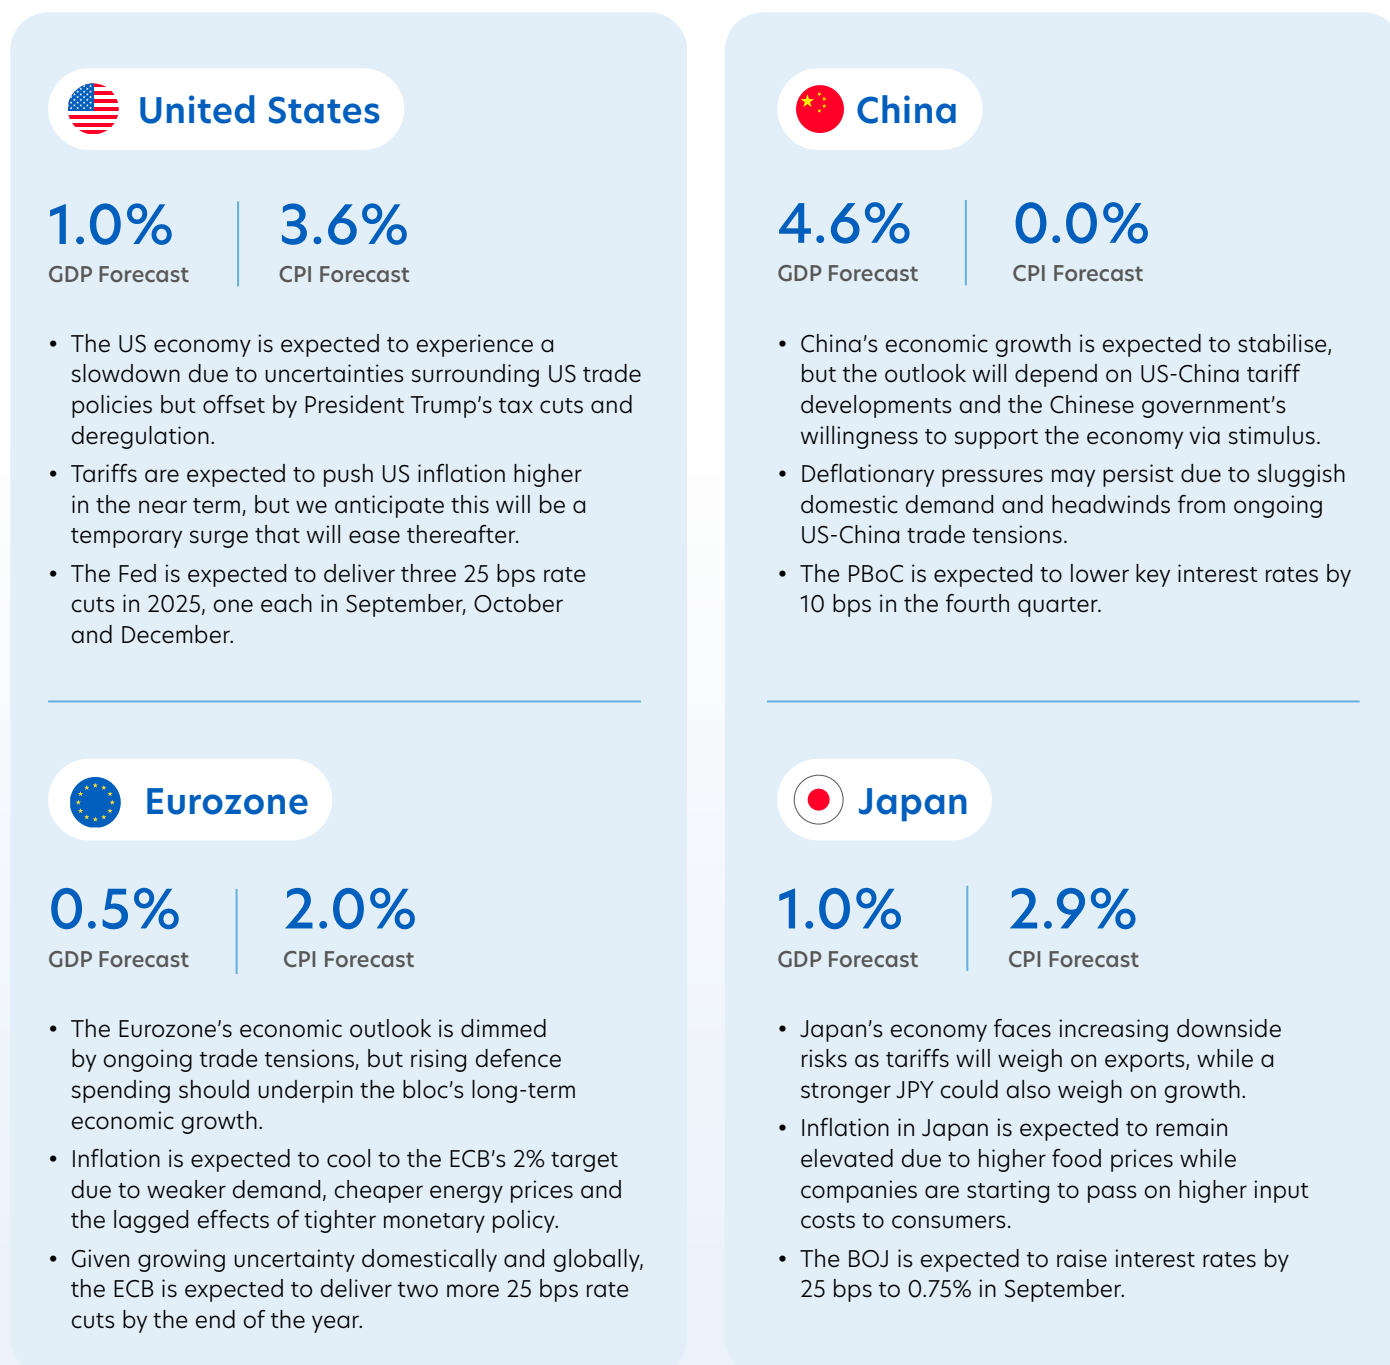 United States
1.0%
GDP Forecast
3.6%
CPI Forecast
• The US economy is expected to experience a
slowdown due to uncertainties surrounding US trade
policies but offset by President Trump’s tax cuts and
deregulation.
• Tariffs are expected to push US inflation higher
in the near term, but we anticipate this will be a
temporary surge that will ease thereafter.
• The Fed is expected to deliver three 25 bps rate
cuts in 2025, one each in September, October
and December.
China
4.6%
GDP Forecast
0.0%
CPI Forecast
• China’s economic growth is expected to stabilise,
but the outlook will depend on US-China tariff
developments and the Chinese government’s
willingness to support the economy via stimulus.
• Deflationary pressures may persist due to sluggish
domestic demand and headwinds from ongoing
US-China trade tensions.
• The PBoC is expected to lower key interest rates by
10 bps in the fourth quarter.
Eurozone
0.5%
GDP Forecast
2.0%
CPI Forecast
• The Eurozone’s economic outlook is dimmed
by ongoing trade tensions, but rising defence
spending should underpin the bloc’s long-term
economic growth.
• Inflation is expected to cool to the ECB’s 2% target
due to weaker demand, cheaper energy prices and
the lagged effects of tighter monetary policy.
• Given growing uncertainty domestically and globally,
the ECB is expected to deliver two more 25 bps rate
cuts by the end of the year.
Japan
1.0%
GDP Forecast
2.9%
CPI Forecast
• Japan’s economy faces increasing downside
risks as tariffs will weigh on exports, while a
stronger JPY could also weigh on growth.
• Inflation in Japan is expected to remain
elevated due to higher food prices while
companies are starting to pass on higher input
costs to consumers.
• The BOJ is expected to raise interest rates by
25 bps to 0.75% in September.